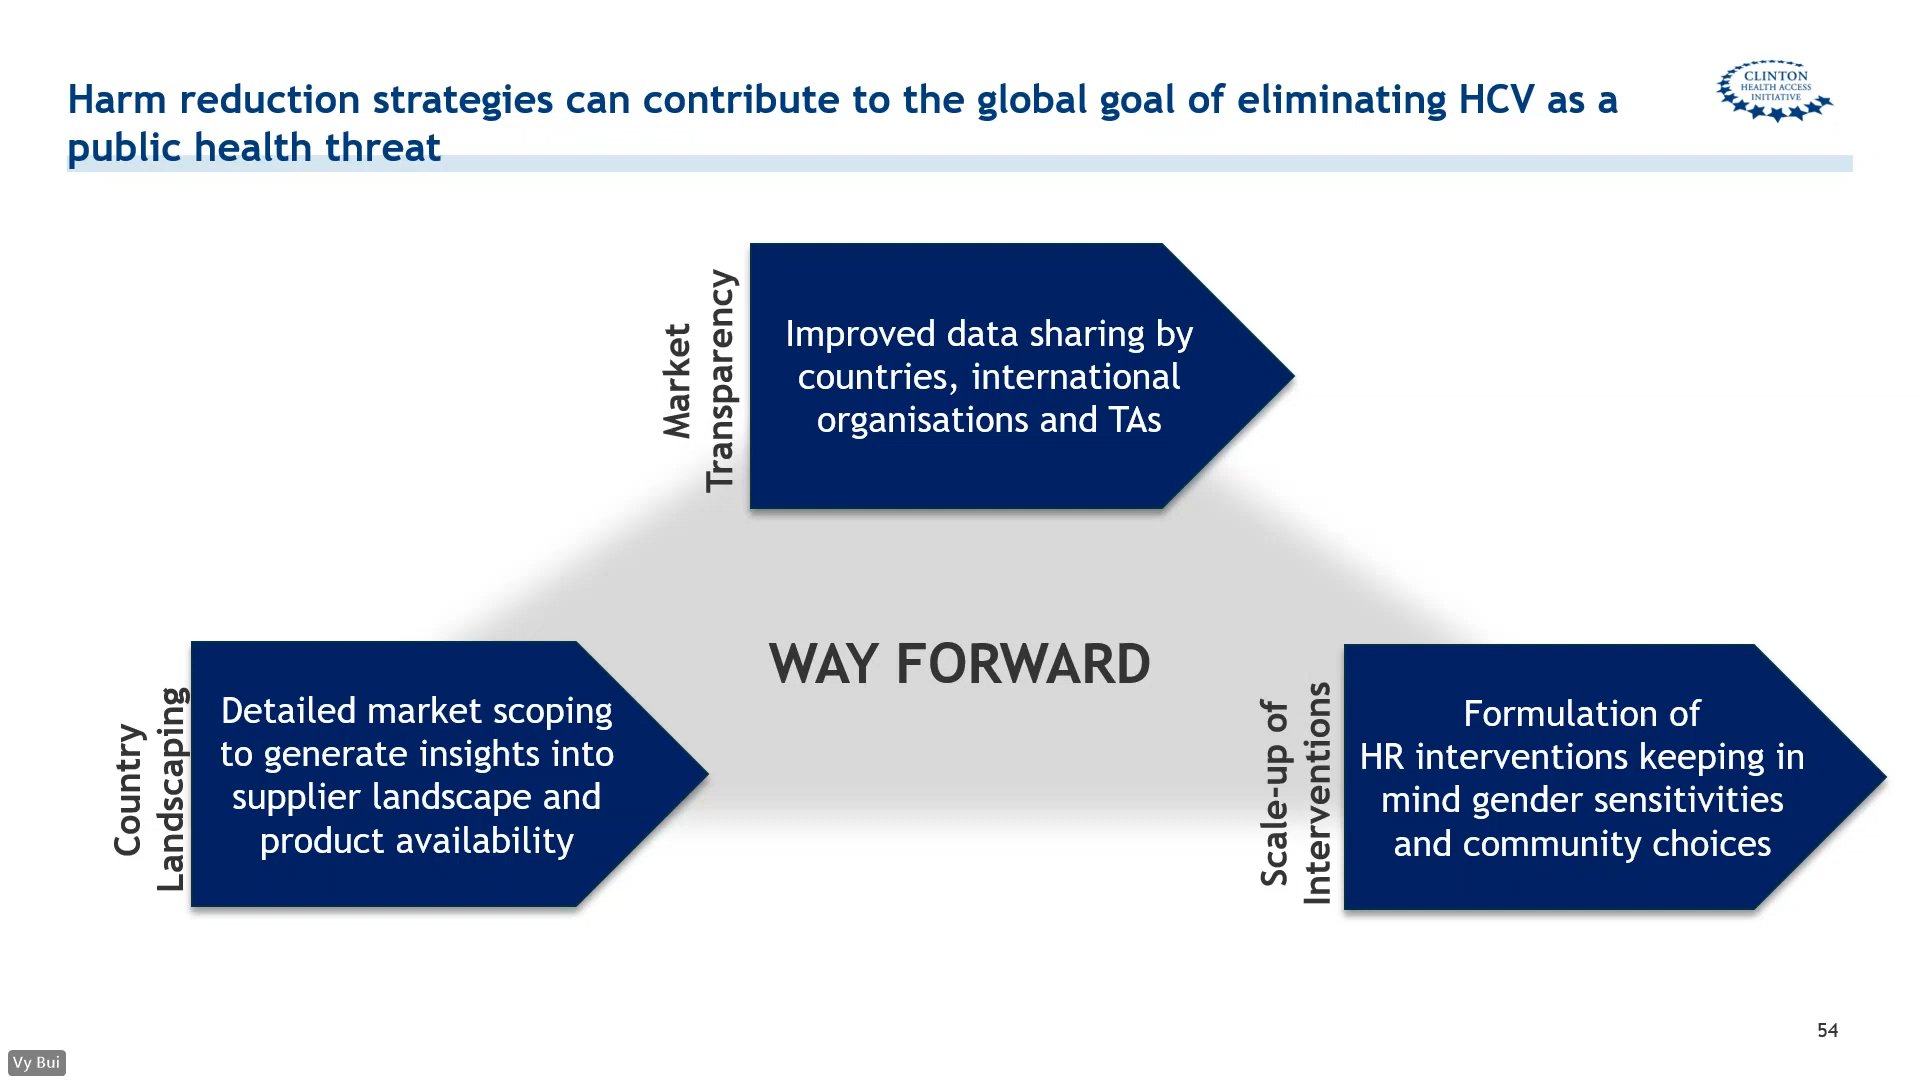 Harm reduction strategies can contribute to the global goal of eliminating HCV as a
public health threat
CLINTON
HEALTH ACCESS
INITIATIVE
Market
Transparency
Improved data sharing by
countries, international
organisations and TAs
WAY FORWARD
Country
Landscaping
Detailed market scoping
to generate insights into
supplier landscape and
product availability
Scale-up of
Interventions
Formulation of
HR interventions keeping in
mind gender sensitivities
and community choices
54
Vy Bui